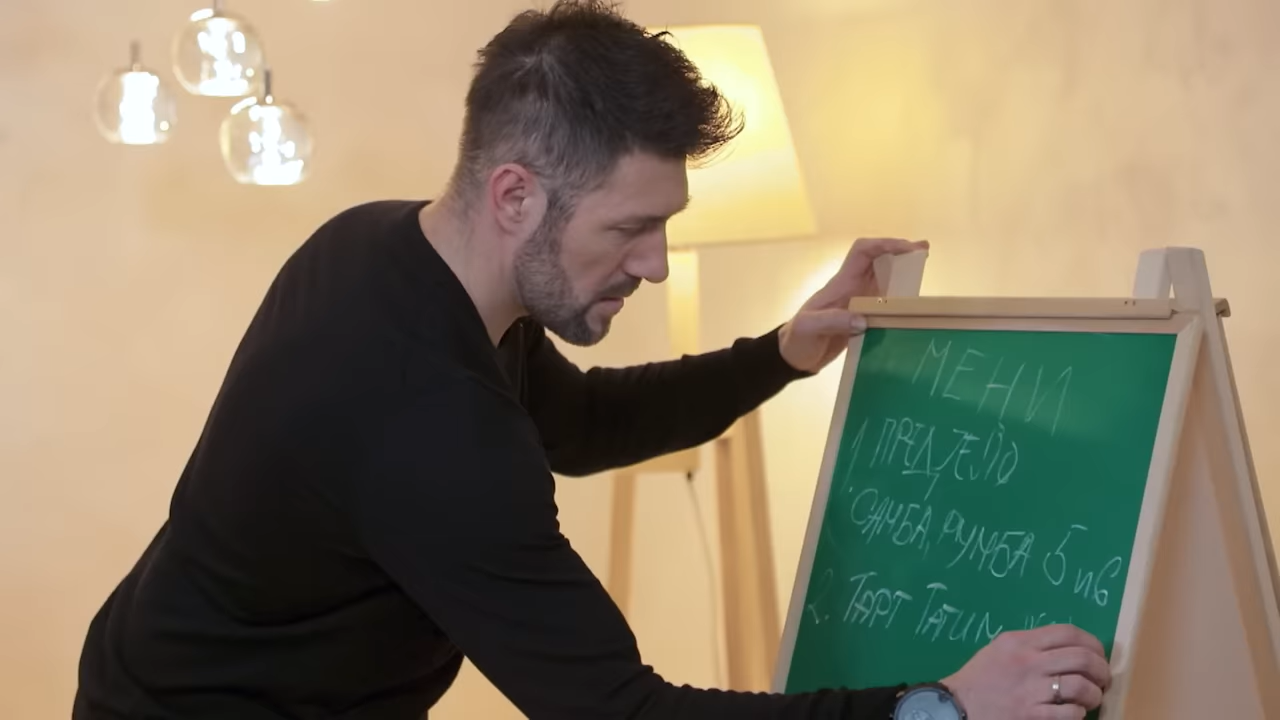 МЕНИ
1. ПРЕДЈЕЛО
САМБА, РУМБА
2. ТАРТ ТАТИН